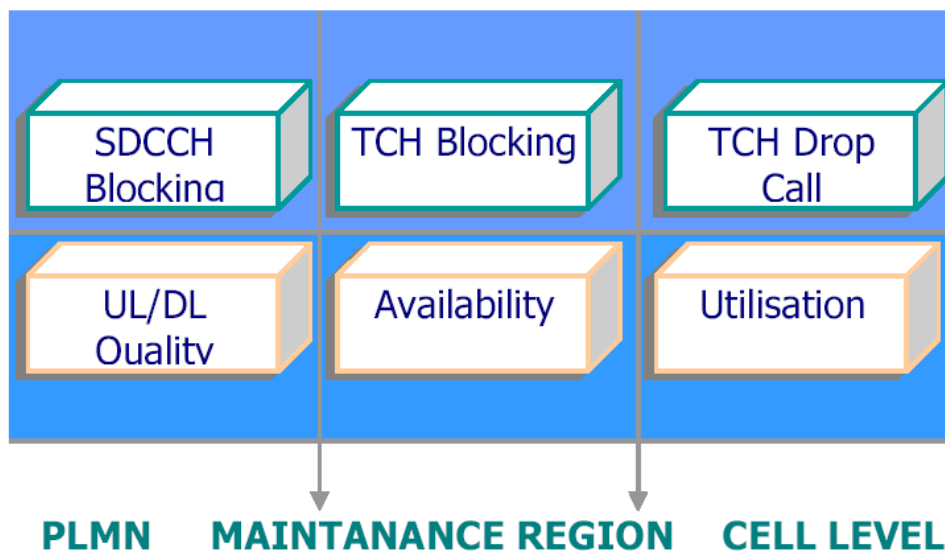 SDCCH
Blocking
TCH Blocking
TCH Drop
Call
UL/DL
Quality
Availability
Utilisation
PLMN MAINTANANCE REGION CELL LEVEL